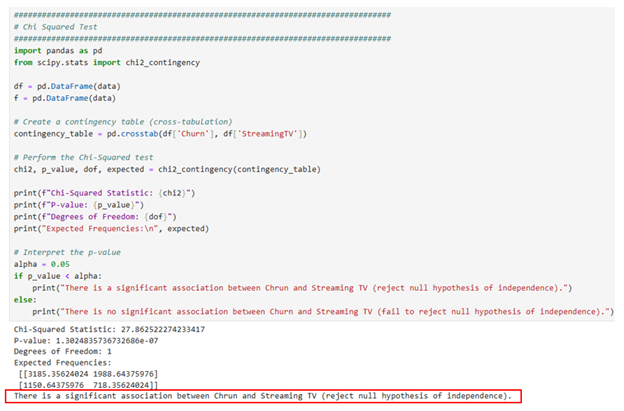 ################################################################################
# Chi Squared Test
################################################################################
import pandas as pd
from scipy.stats import chi2_contingency
df = pd.DataFrame(data)
f = pd.DataFrame(data)
# Create a contingency table (cross-tabulation)
contingency_table = pd.crosstab(df['Churn'], df['StreamingTV'])
# Perform the Chi-Squared test
chi2, p_value, dof, expected = chi2_contingency(contingency_table)
print(f"Chi-Squared Statistic: {chi2}")
print(f"P-value: {p_value}")
print(f"Degrees of Freedom: {dof}")
print("Expected Frequencies:\n", expected)
# Interpret the p-value
alpha = 0.05
if p_value < alpha:
    print("There is a significant association between Chrun and Streaming TV (reject null hypothesis of independence).")
else:
    print("There is no significant association between Churn and Streaming TV (fail to reject null hypothesis of independence).")
Chi-Squared Statistic: 27.862522274233417
P-value: 1.3024835736732686e-07
Degrees of Freedom: 1
Expected Frequencies:
 [[3185.35624024 1988.64375976]
 [1150.64375976  718.35624024]]
There is a significant association between Chrun and Streaming TV (reject null hypothesis of independence).